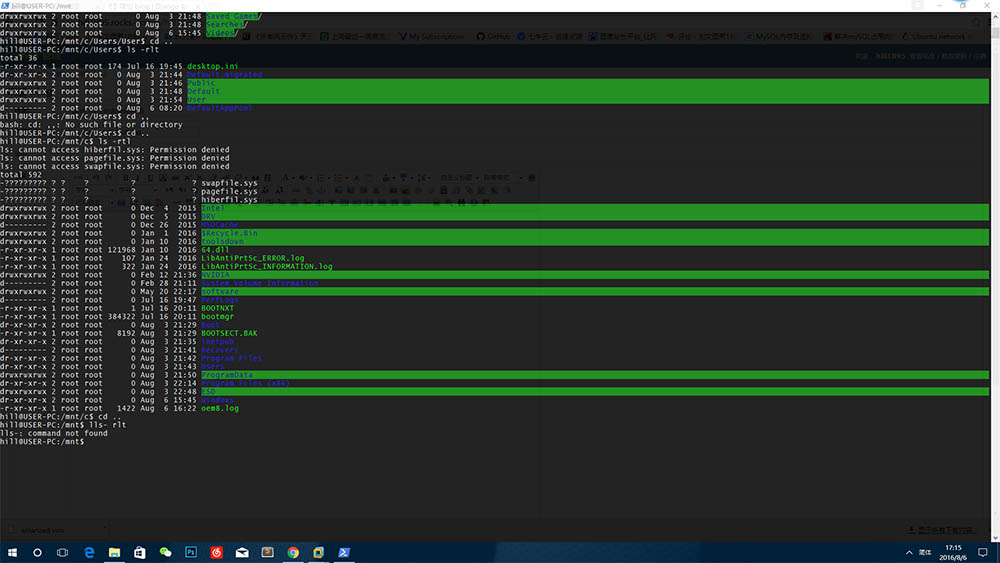 hill@USER-PC: /mnt
drwxrwxrwx 2 root root 0 Aug 3 21:48 Saved Games/
drwxrwxrwx 2 root root 0 Aug 3 21:48 Searches/
drwxrwxrwx 2 root root 0 Aug 6 15:45 Videos/
hill@USER-PC:/mnt/c/Users/User$ cd ..
hill@USER-PC:/mnt/c/Users$ ls -rlt
total 36
-r-xr-xr-x 1 root root 174 Jul 16 19:45 desktop.ini
dr-xr-xr-x 2 root root 0 Aug 3 21:44 Default.migrated
drwxrwxrwx 2 root root 0 Aug 3 21:46 Public
drwxrwxrwx 2 root root 0 Aug 3 21:48 Default
drwxrwxrwx 2 root root 0 Aug 3 21:54 User
d--------- 2 root root 0 Aug 6 08:20 DefaultAppPool
hill@USER-PC:/mnt/c/Users$ cd ,,
bash: cd: ,,: No such file or directory
hill@USER-PC:/mnt/c/Users$ cd ..
hill@USER-PC:/mnt/c$ ls -rtl
ls: cannot access hiberfil.sys: Permission denied
ls: cannot access pagefile.sys: Permission denied
ls: cannot access swapfile.sys: Permission denied
total 592
-????????? ? ? ? ? ? swapfile.sys
-????????? ? ? ? ? ? pagefile.sys
-????????? ? ? ? ? ? hiberfil.sys
drwxrwxrwx 2 root root 0 Dec 4 2015 Intel
drwxrwxrwx 2 root root 0 Dec 5 2015 DRV
d--------- 2 root root 0 Dec 26 2015 MSOCache
drwxrwxrwx 2 root root 0 Jan 1 2016 $Recycle.Bin
drwxrwxrwx 2 root root 0 Jan 10 2016 toolsdown
-r-xr-xr-x 1 root root 121968 Jan 10 2016 64.dll
-r-xr-xr-x 1 root root 107 Jan 24 2016 LibAntiPrtSc_ERROR.log
-r-xr-xr-x 1 root root 322 Jan 24 2016 LibAntiPrtSc_INFORMATION.log
drwxrwxrwx 2 root root 0 Feb 12 21:36 NVIDIA
d--------- 2 root root 0 Feb 28 21:11 System Volume Information
drwxrwxrwx 2 root root 0 May 20 22:17 software
d--------- 2 root root 0 Jul 16 19:47 PerfLogs
-r-xr-xr-x 1 root root 1 Jul 16 20:11 BOOTNXT
-r-xr-xr-x 1 root root 384322 Jul 16 20:11 bootmgr
dr-xr-xr-x 2 root root 0 Aug 3 21:29 Boot
-r-xr-xr-x 1 root root 8192 Aug 3 21:29 BOOTSECT.BAK
dr-xr-xr-x 2 root root 0 Aug 3 21:35 inetpub
d--------- 2 root root 0 Aug 3 21:41 Recovery
dr-xr-xr-x 2 root root 0 Aug 3 21:42 Program Files
dr-xr-xr-x 2 root root 0 Aug 3 21:43 Users
drwxrwxrwx 2 root root 0 Aug 3 21:50 ProgramData
dr-xr-xr-x 2 root root 0 Aug 3 22:14 Program Files (x86)
drwxrwxrwx 2 root root 0 Aug 3 22:48 ESD
dr-xr-xr-x 2 root root 0 Aug 6 15:45 Windows
-r-xr-xr-x 1 root root 1422 Aug 6 16:22 oem8.log
hill@USER-PC:/mnt/c$ cd ..
hill@USER-PC:/mnt$ lls- rlt
lls-: command not found
hill@USER-PC:/mnt$
My Subscriptions
GitHub
Ubuntu network
简体
17:15
2016/8/6